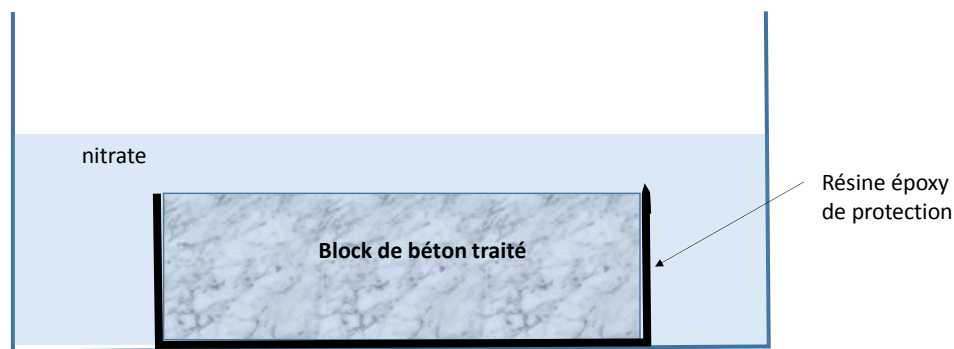 nitrate
Résine époxy
de protection
Block de béton traité